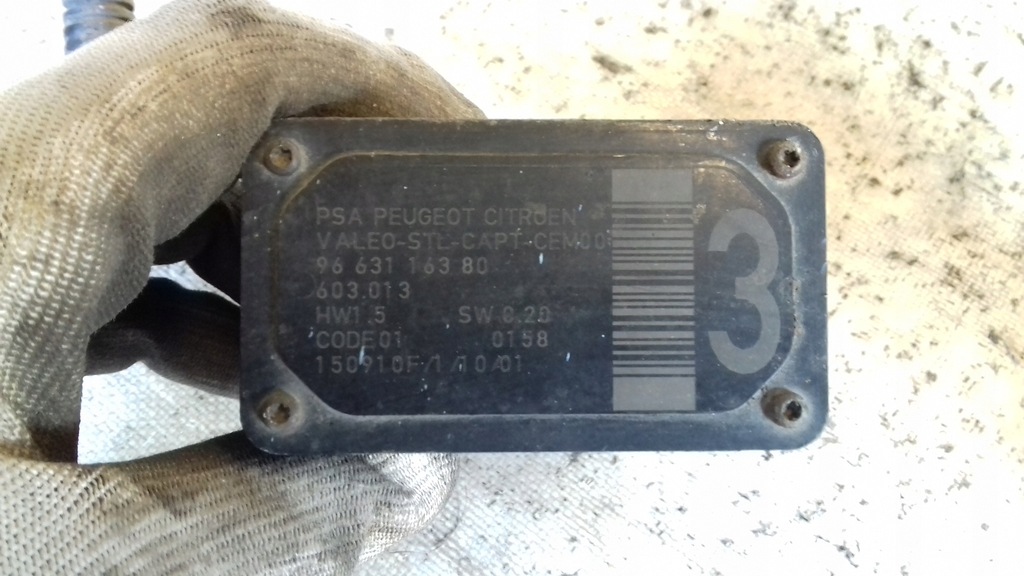 PSA PEUGEOT CITROEN
VALEO-STL-CAPT-CEM00
96 631 163 80
603.013
HW1.5 SW 8.20
CODE01 0158
150910F/1/10/01
3